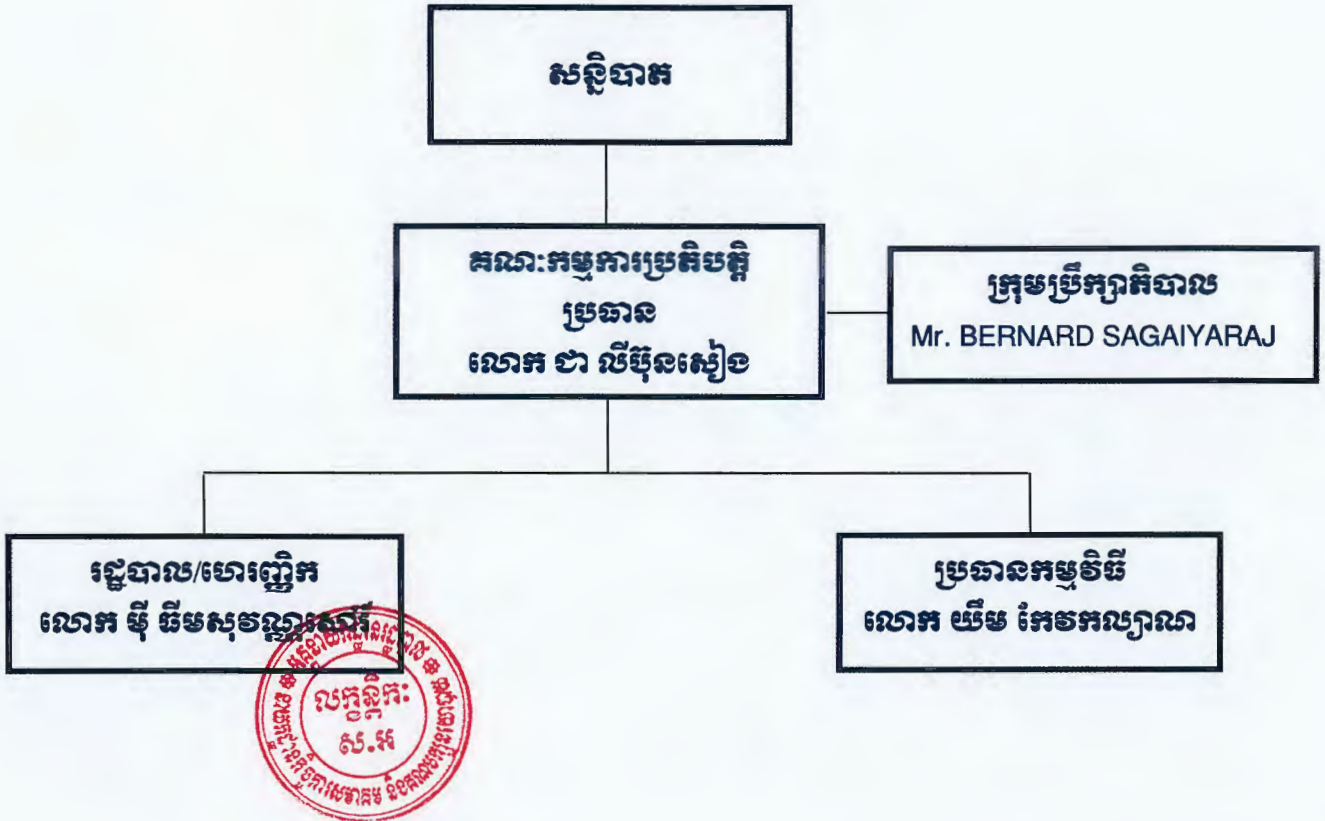 សន្និបាត
គណៈកម្មការប្រតិបត្តិ
ប្រធាន
លោក ជា លីប៊ុនសៀង
ក្រុមប្រឹក្សាភិបាល
Mr. BERNARD SAGAIYARAJ
រដ្ឋបាល/ហេរញ្ញិក
លោក ម៉ី ធីមសុវណ្ណ
ប្រធានកម្មវិធី
លោក យឹម កែវកល្យាណ
លក្ខន្តិកៈ
ស.អ